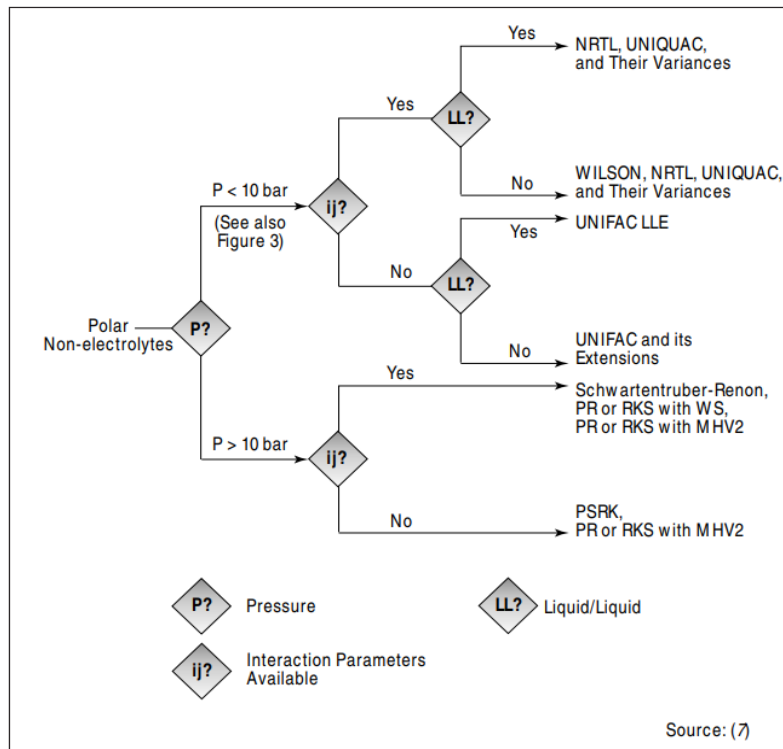 Yes
NRTL, UNIQUAC,
and Their Variances
Yes
LL?
No
WILSON, NRTL, UNIQUAC,
and Their Variances
P < 10 bar
ij?
(See also
Figure 3)
UNIFAC LLE
Yes
No
LL?
Polar
Non-electrolytes
P?
No
UNIFAC and its
Extensions
Yes
Schwartentruber-Renon,
PR or RKS with WS,
PR or RKS with MHV2
P > 10 bar
ij?
No
PSRK,
PR or RKS with MHV2
P?
Pressure
LL?
Liquid/Liquid
ij?
Interaction Parameters
Available
Source: (7)